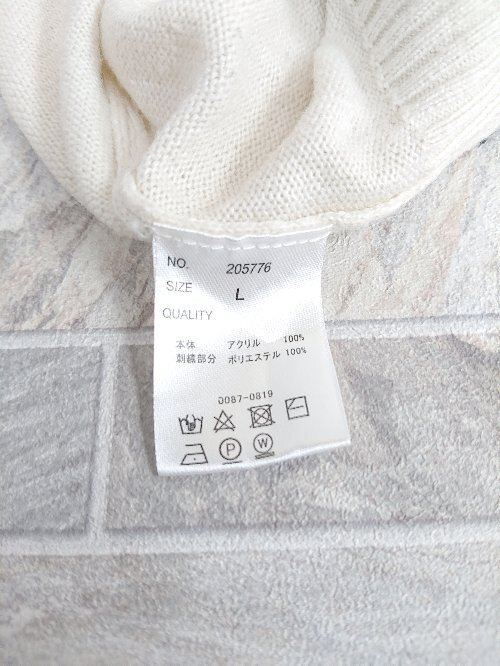 NO. 205776
SIZE L
QUALITY
本体 アクリル 100%
刺繍部分 ポリエステル 100%
0087-0819
P W